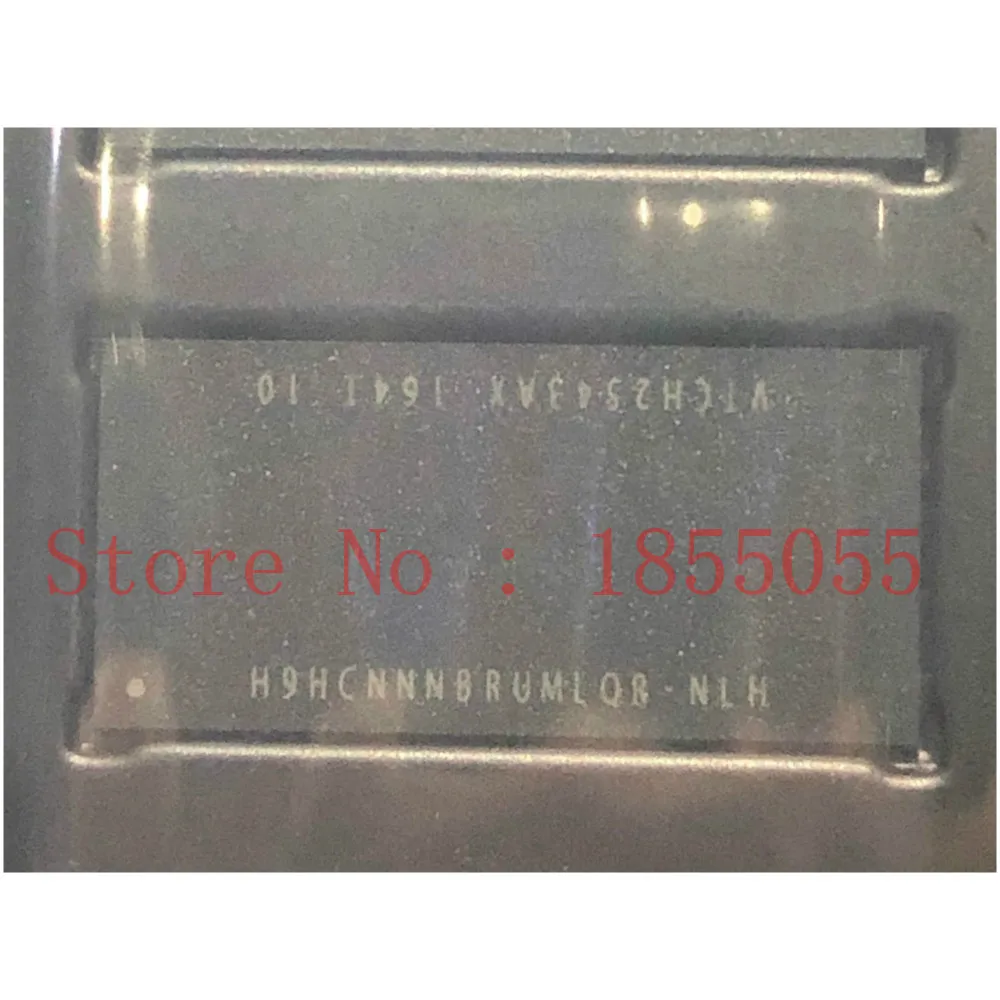 VTCH2543AX 1641 10
Store No : 1855055
H9HCNNNBRUMLQR-NLH